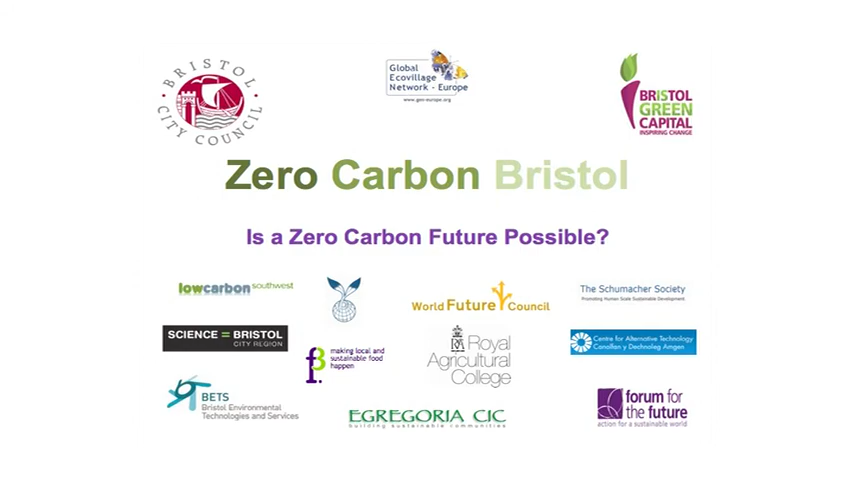 BRISTOL
CITY COUNCIL
Global
Ecovillage
Network - Europe
www.gen-europe.org
BRISTOL
GREEN
CAPITAL
INSPIRING CHANGE
Zero Carbon Bristol
Is a Zero Carbon Future Possible?
lowcarbonsouthwest
World Future Council
The Schumacher Society
Promoting Human Scale Sustainable Development
SCIENCE = BRISTOL
CITY REGION
f3
making local and
sustainable food
happen
Royal
Agricultural
College
Centre for Alternative Technology
Canolfan y Dechnoleg Amgen
BETS
Bristol Environmental
Technologies and Services
EGREGORIA CIC
building sustainable communities
forum for
the future
action for a sustainable world